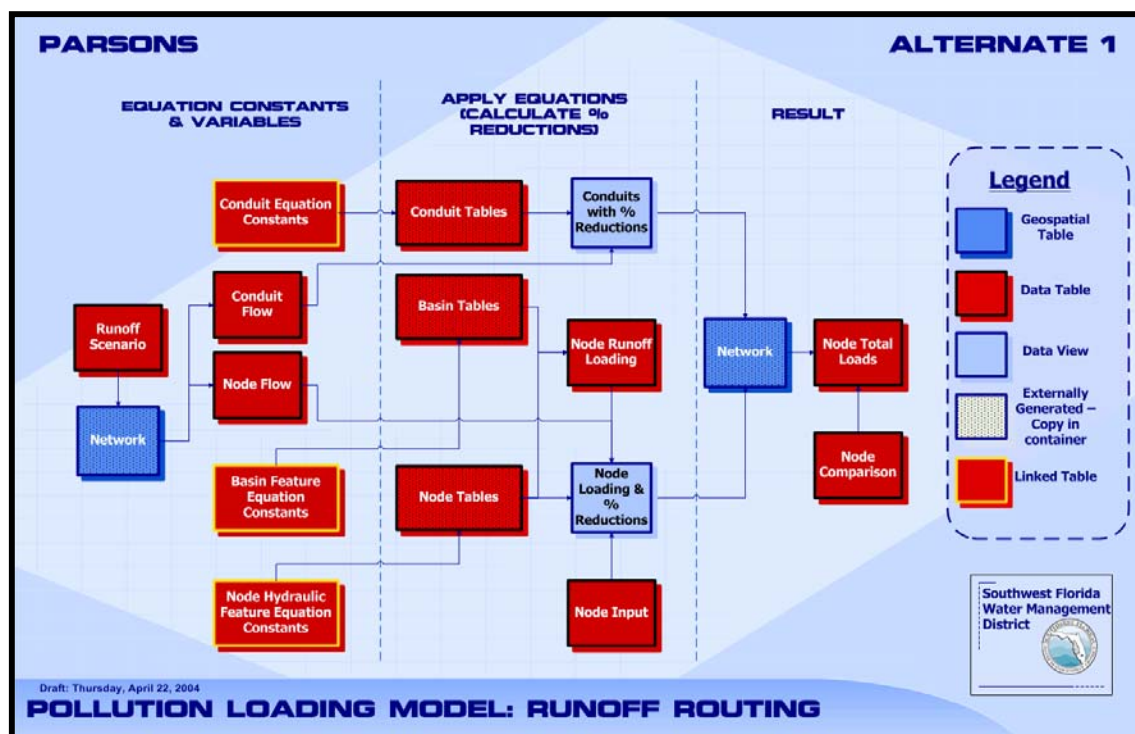 PARSONS
ALTERNATE 1
EQUATION CONSTANTS
& VARIABLES
APPLY EQUATIONS
(CALCULATE %
REDUCTIONS)
RESULT
Conduit Equation
Constants
Conduit Tables
Conduits
with %
Reductions
Runoff
Scenario
Conduit
Flow
Basin Tables
Node Runoff
Loading
Network
Node Total
Loads
Node Flow
Network
Basin Feature
Equation
Constants
Node Tables
Node
Loading &
%
Reductions
Node
Comparison
Node Hydraulic
Feature Equation
Constants
Node Input
Legend
Geospatial
Table
Data Table
Data View
Externally
Generated –
Copy in
container
Linked Table
Southwest Florida
Water Management
District
Draft: Thursday, April 22, 2004
POLLUTION LOADING MODEL: RUNOFF ROUTING